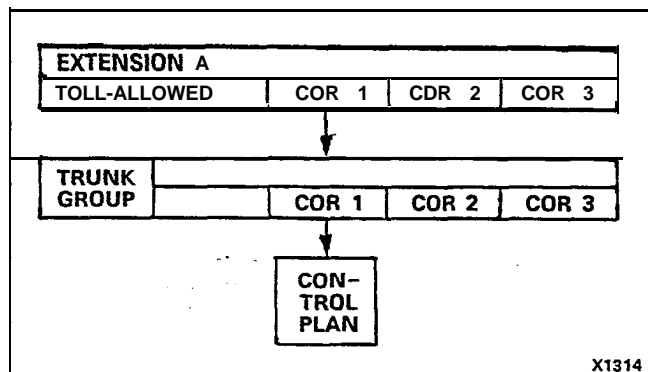 EXTENSION A
TOLL-ALLOWED COR 1 CDR 2 COR 3
TRUNK
GROUP COR 1 COR 2 COR 3
CON-
TROL
PLAN
X1314